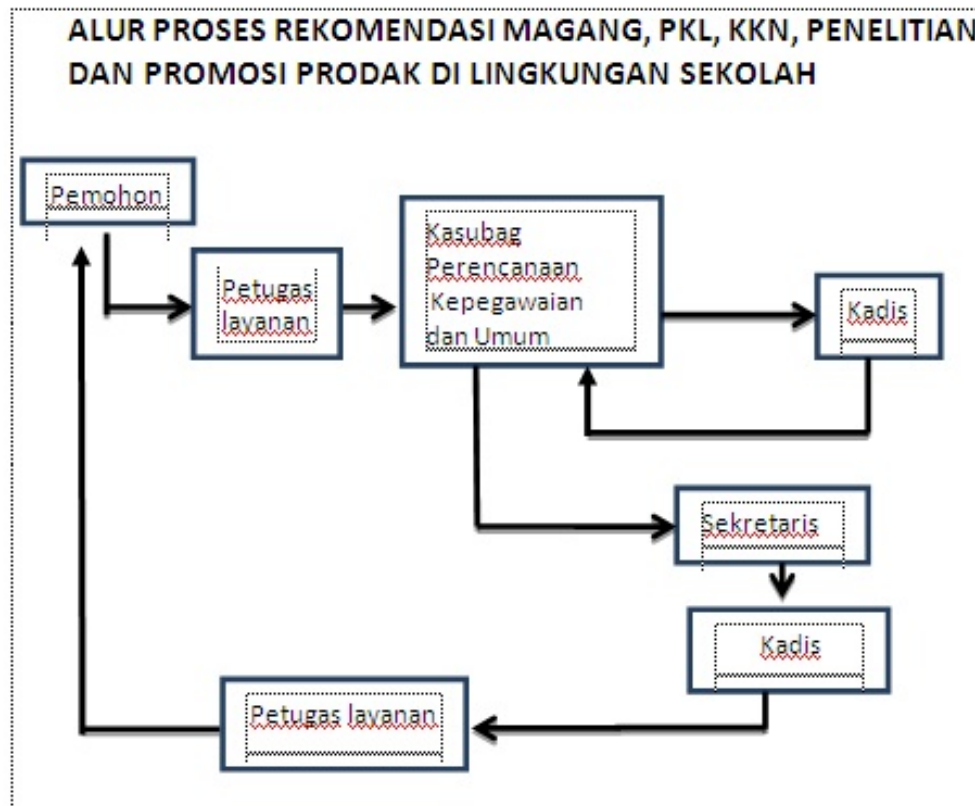 ALUR PROSES REKOMENDASI MAGANG, PKL, KKN, PENELITIAN
DAN PROMOSI PRODAK DI LINGKUNGAN SEKOLAH
Pemohon
Petugas
layanan
Kasubag
Perencanaan
Kepegawaian
dan Umum
Kadis
Sekretaris
Kadis
Petugas layanan